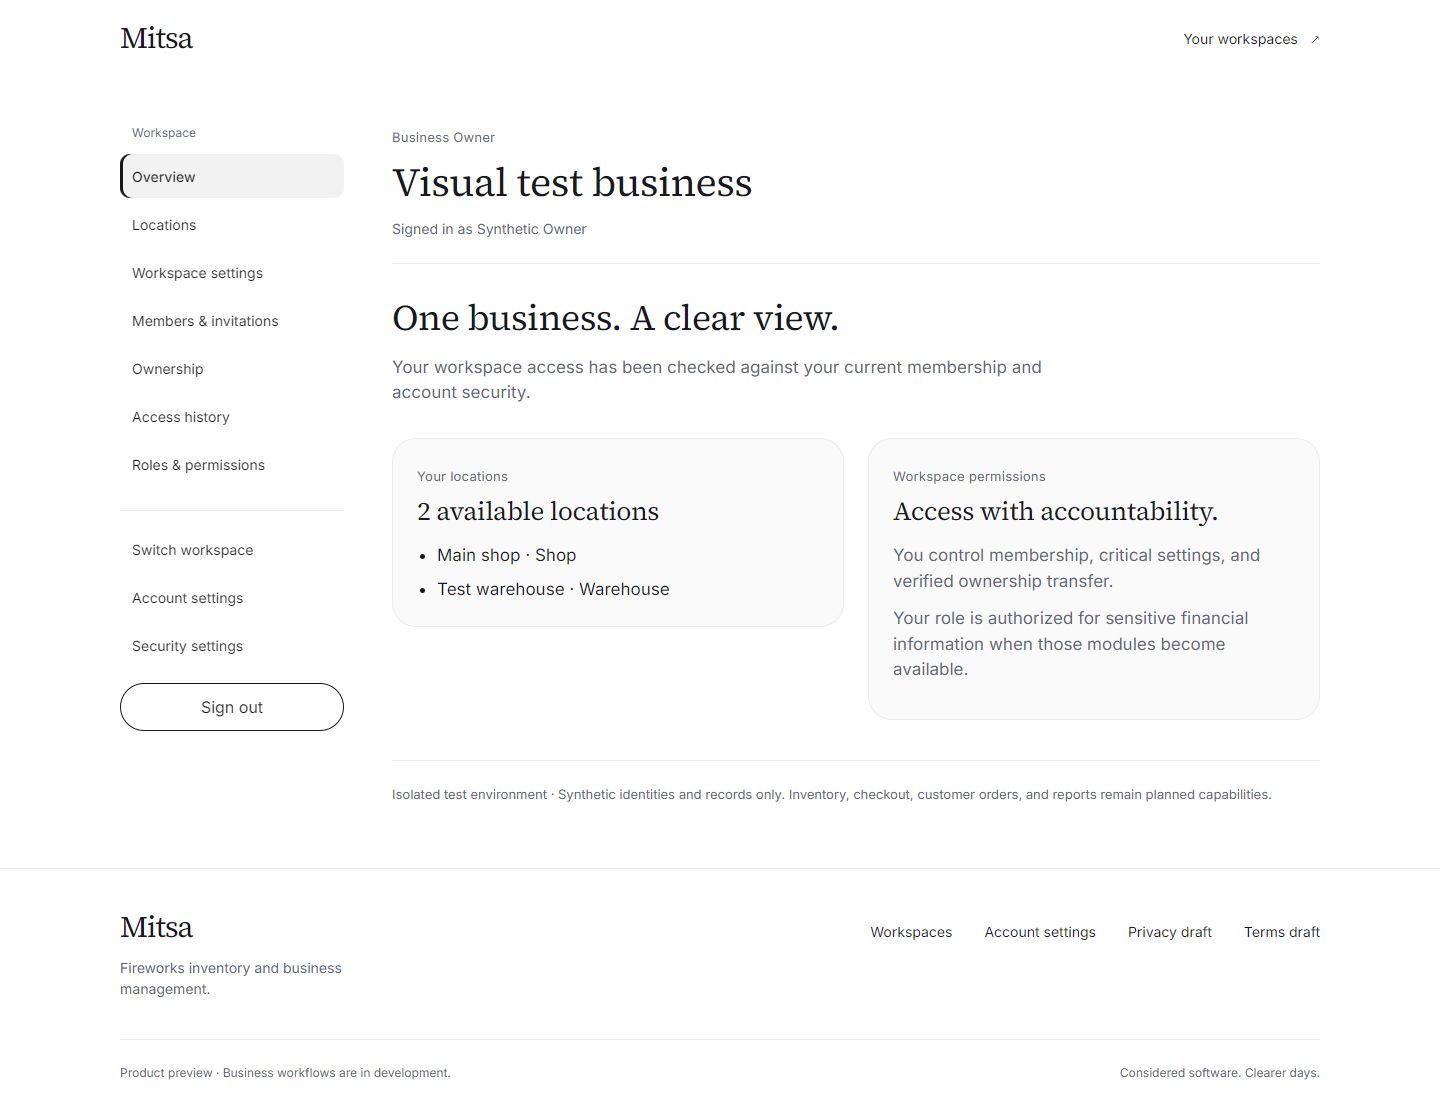 Mitsa
Your workspaces ↗
Workspace
Overview
Locations
Workspace settings
Members & invitations
Ownership
Access history
Roles & permissions
Switch workspace
Account settings
Security settings
Sign out
Business Owner
Visual test business
Signed in as Synthetic Owner
One business. A clear view.
Your workspace access has been checked against your current membership and
account security.
Your locations
2 available locations
• Main shop · Shop
• Test warehouse · Warehouse
Workspace permissions
Access with accountability.
You control membership, critical settings, and
verified ownership transfer.
Your role is authorized for sensitive financial
information when those modules become
available.
Isolated test environment · Synthetic identities and records only. Inventory, checkout, customer orders, and reports remain planned capabilities.
Mitsa
Fireworks inventory and business
management.
Workspaces Account settings Privacy draft Terms draft
Product preview · Business workflows are in development.
Considered software. Clearer days.